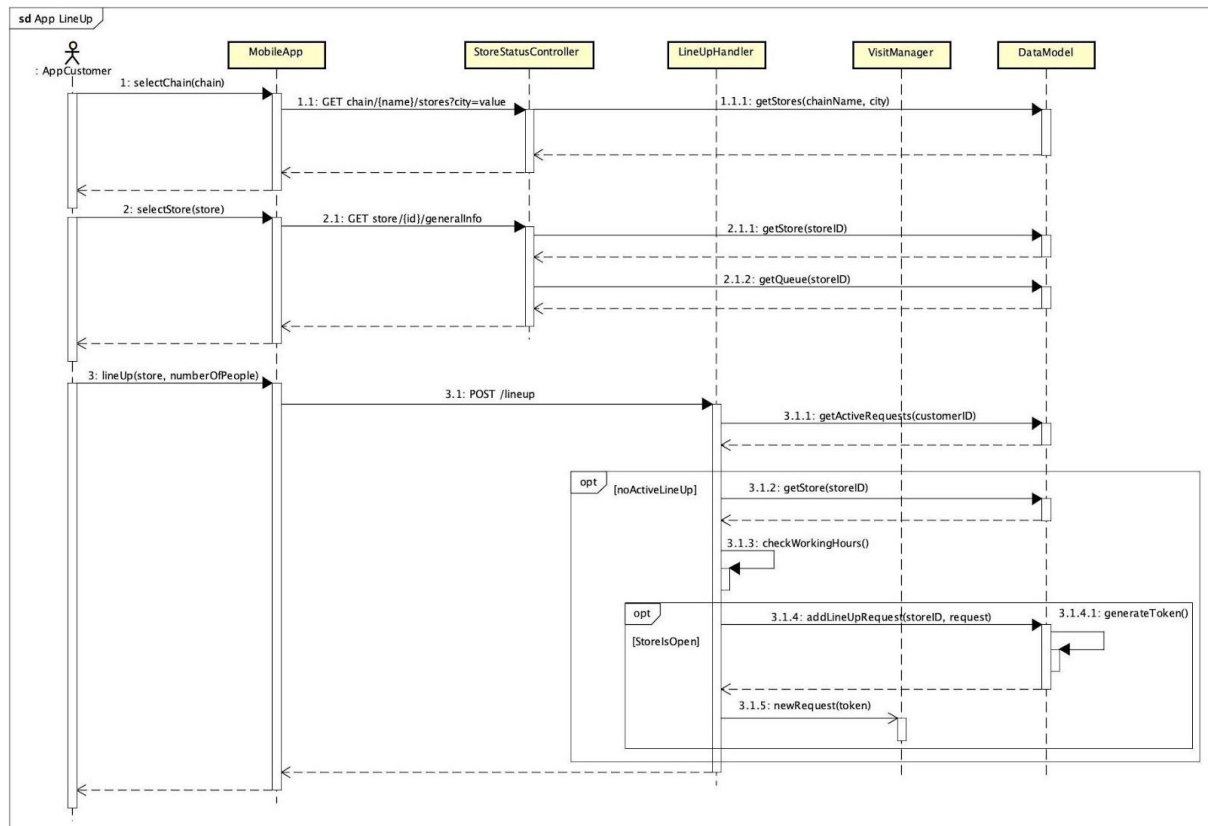 sd App LineUp
MobileApp
StoreStatusController
LineUpHandler
VisitManager
DataModel
: AppCustomer
1: selectChain(chain)
1.1: GET chain/{name}/stores?city=value
1.1.1: getStores(chainName, city)
2: selectStore(store)
2.1: GET store/{id}/generalInfo
2.1.1: getStore(storeID)
2.1.2: getQueue(storeID)
3: lineUp(store, numberOfPeople)
3.1: POST /lineup
3.1.1: getActiveRequests(customerID)
opt
[noActiveLineUp]
3.1.2: getStore(storeID)
3.1.3: checkWorkingHours()
opt
[StoreIsOpen]
3.1.4: addLineUpRequest(storeID, request)
3.1.4.1: generateToken()
3.1.5: newRequest(token)